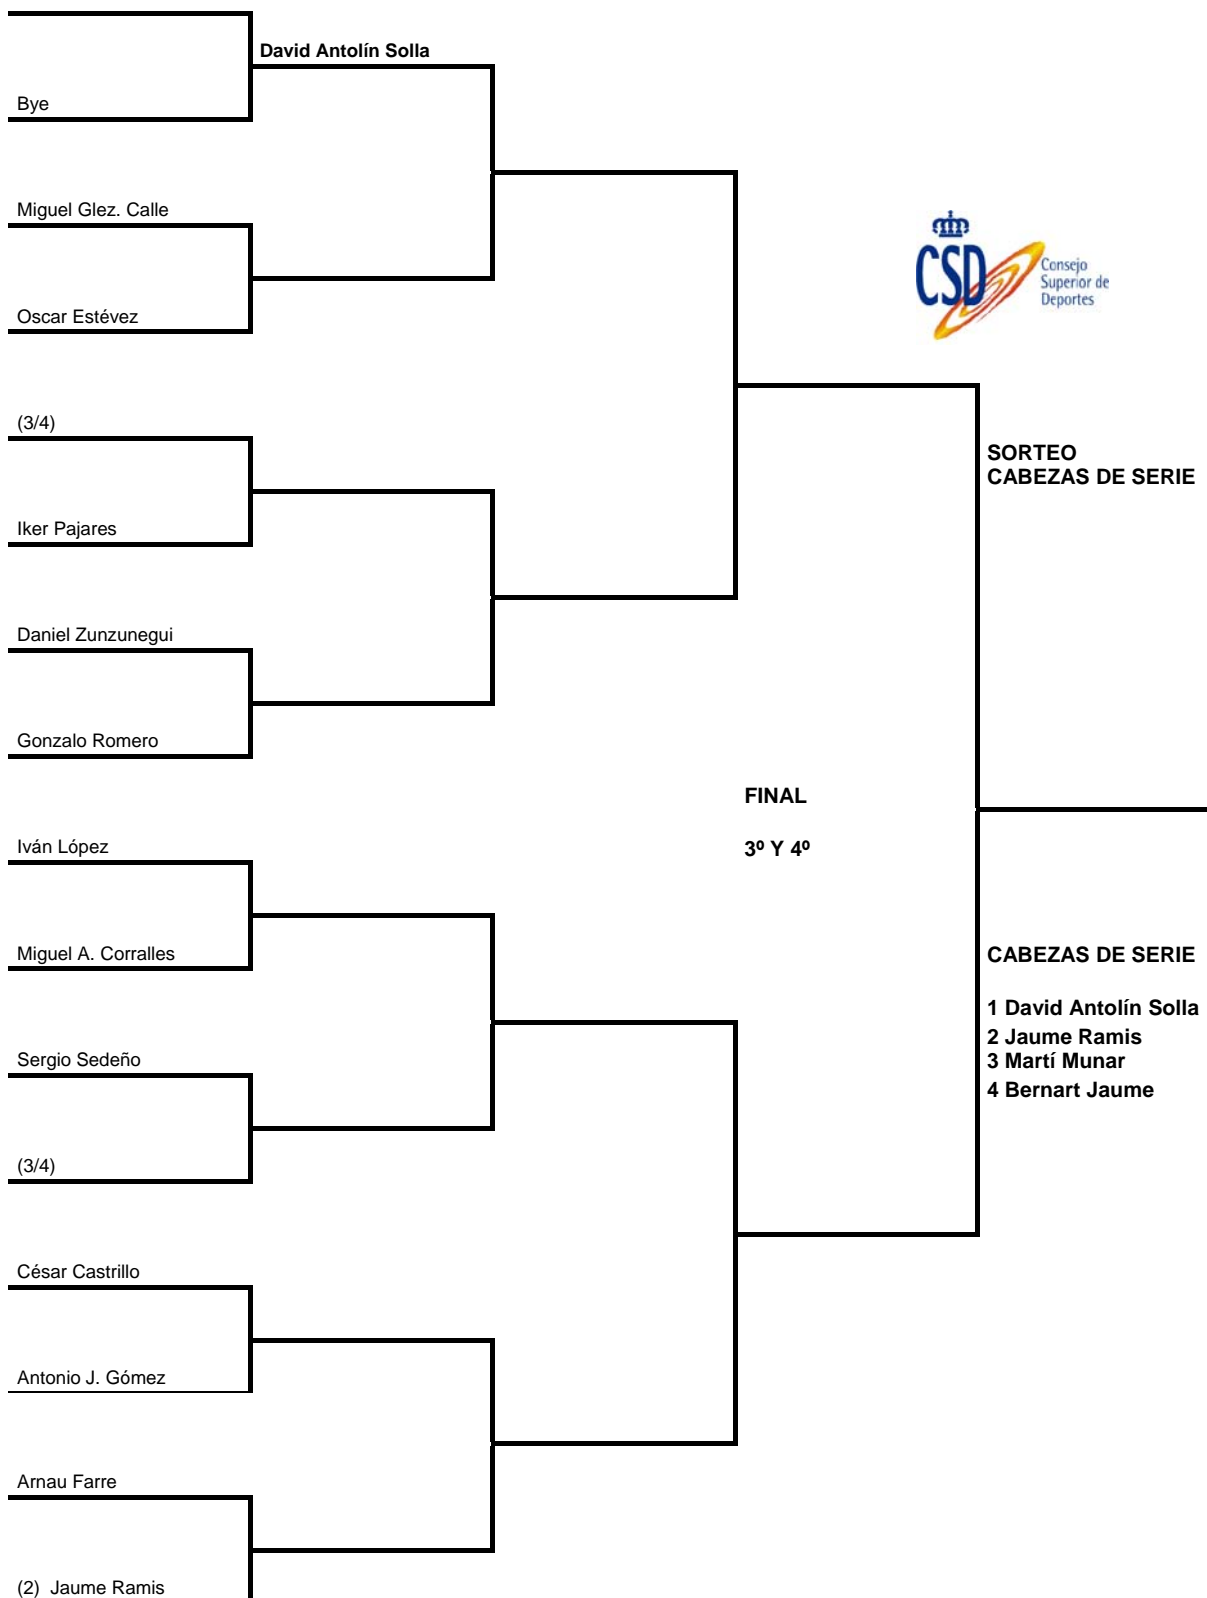 David Antolín Solla
Bye
Miguel Glez. Calle
CSD
Consejo
Superior de
Deportes
Oscar Estévez
(3/4)
SORTEO
CABEZAS DE SERIE
Iker Pajares
Daniel Zunzunegui
Gonzalo Romero
FINAL
Iván López
3º Y 4º
Miguel A. Corralles
CABEZAS DE SERIE
1 David Antolín Solla
2 Jaume Ramis
3 Martí Munar
4 Bernart Jaume
Sergio Sedeño
(3/4)
César Castrillo
Antonio J. Gómez
Arnau Farre
(2) Jaume Ramis